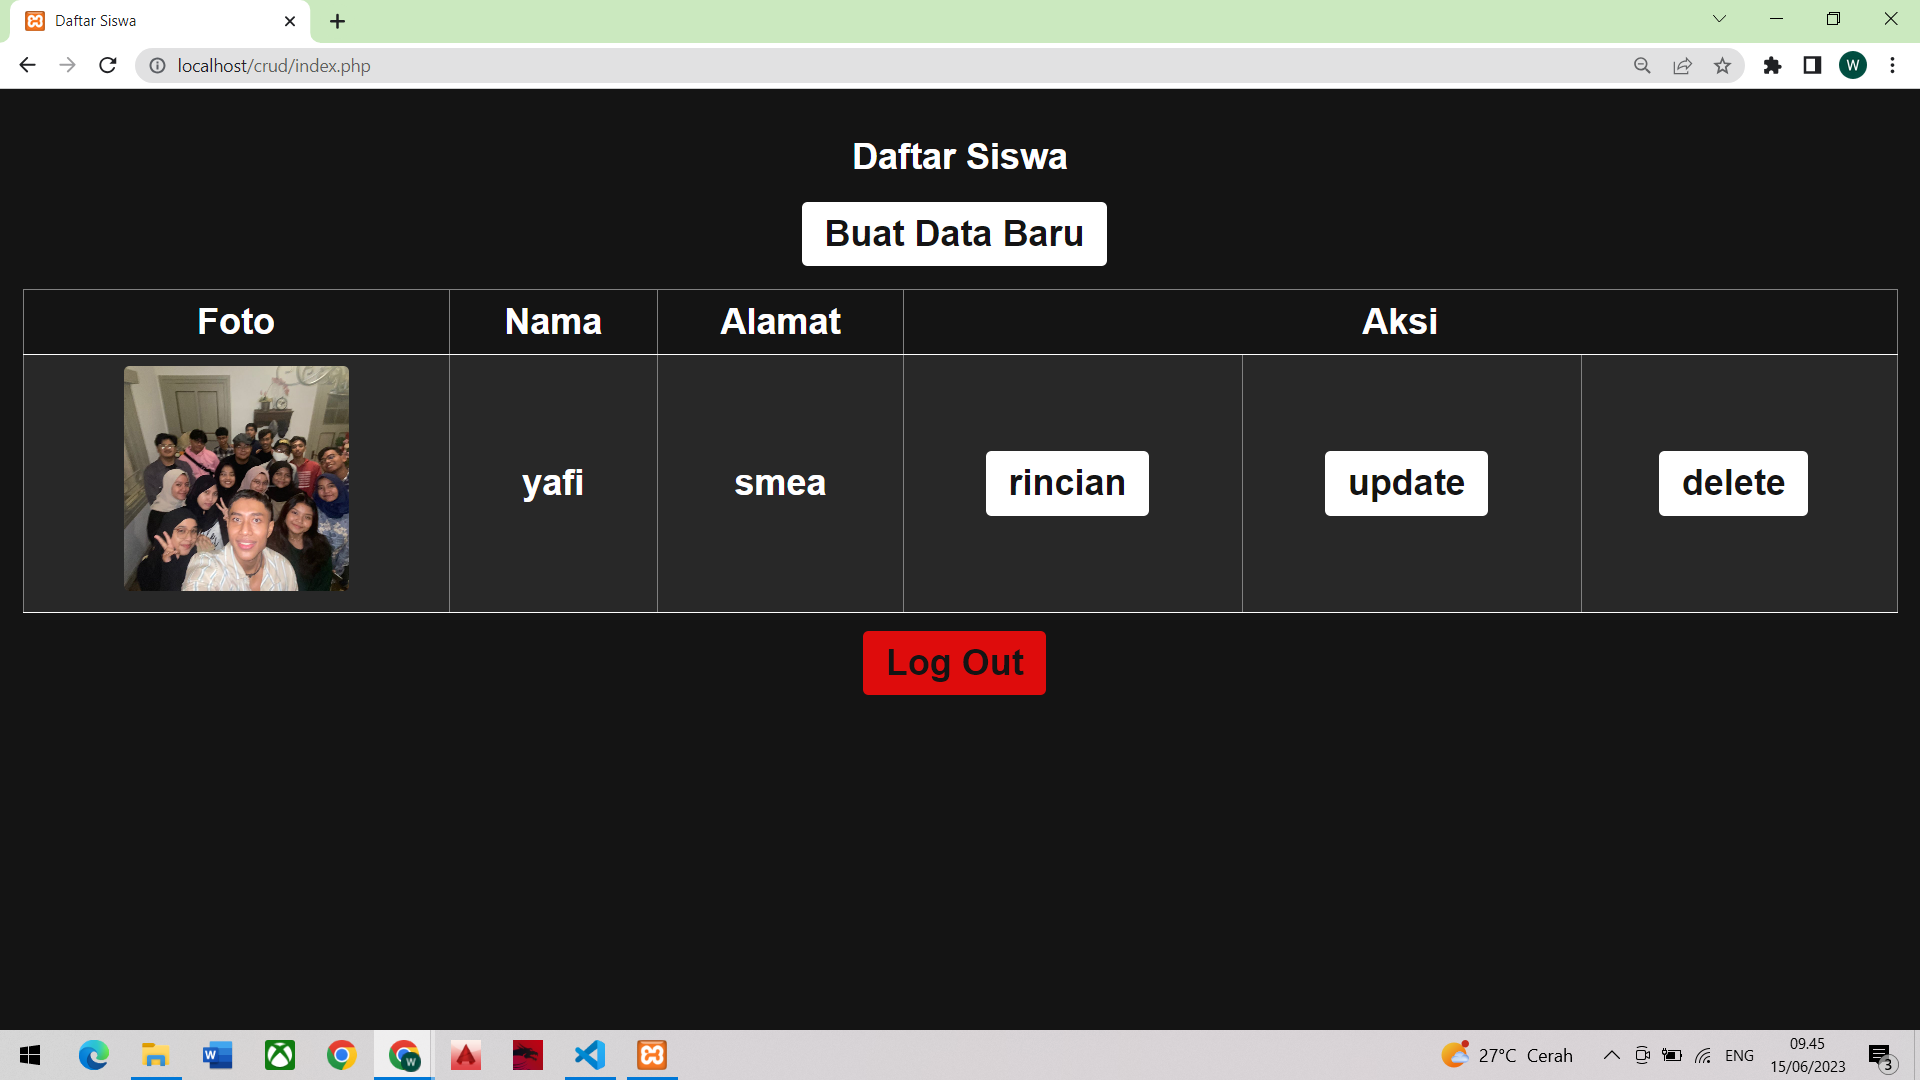 Daftar Siswa
localhost/crud/index.php
W
Daftar Siswa
Buat Data Baru
Foto Nama Alamat Aksi
yafi smea rincian update delete
Log Out
27°C Cerah
ENG
09.45
15/06/2023
3